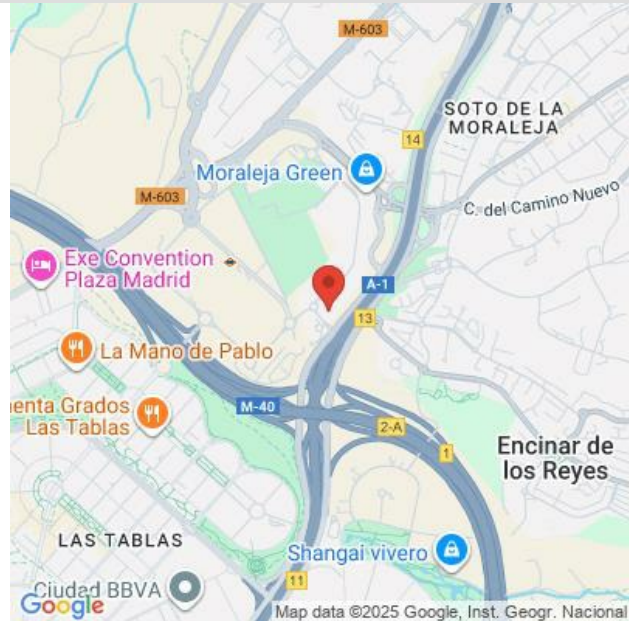 M-603
SOTO DE LA
MORALEJA
14
Moraleja Green
M-603
C. del Camino Nuevo
Exe Convention
Plaza Madrid
A-1
13
La Mano de Pablo
enta Grados
Las Tablas
M-40
2-A
1
Encinar de
los Reyes
LAS TABLAS
Shangai vivero
Ciudad BBVA
11
Google
Map data ©2025 Google, Inst. Geogr. Nacional